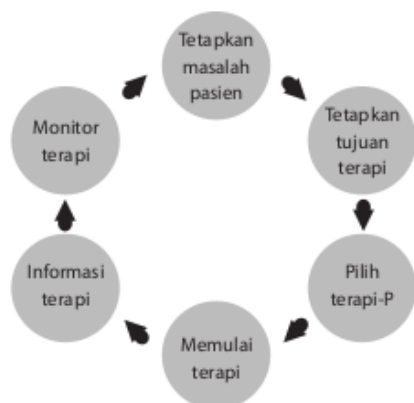 Tetapkan
masalah
pasien
Tetapkan
tujuan
terapi
Pilih
terapi-P
Memulai
terapi
Informasi
terapi
Monitor
terapi